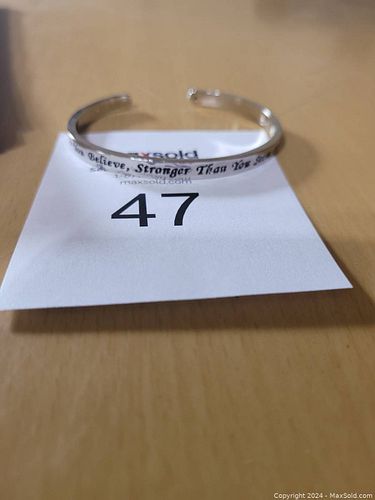 Believe, Stronger Than You
maxsold
maxsold.com
47
Copyright 2024 - MaxSold.com